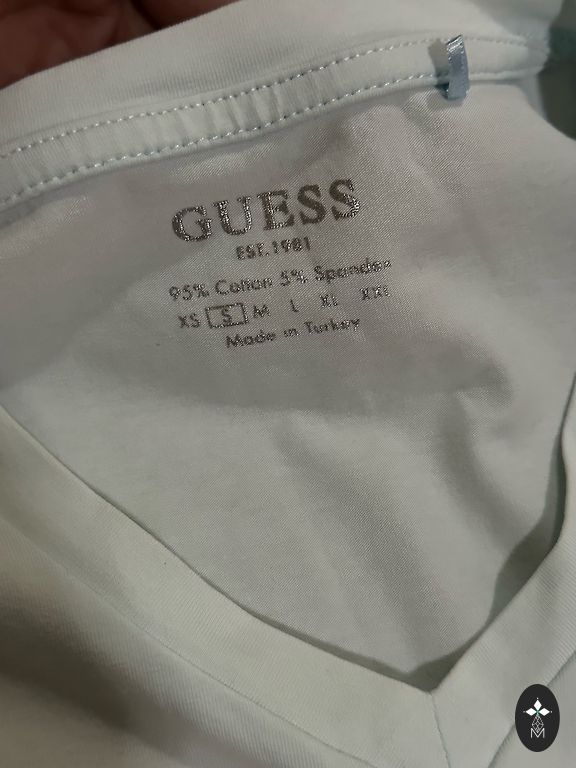 GUESS
EST.1981
95% Cotton 5% Spandex
XS S M L XL XXL
Made in Turkey
M